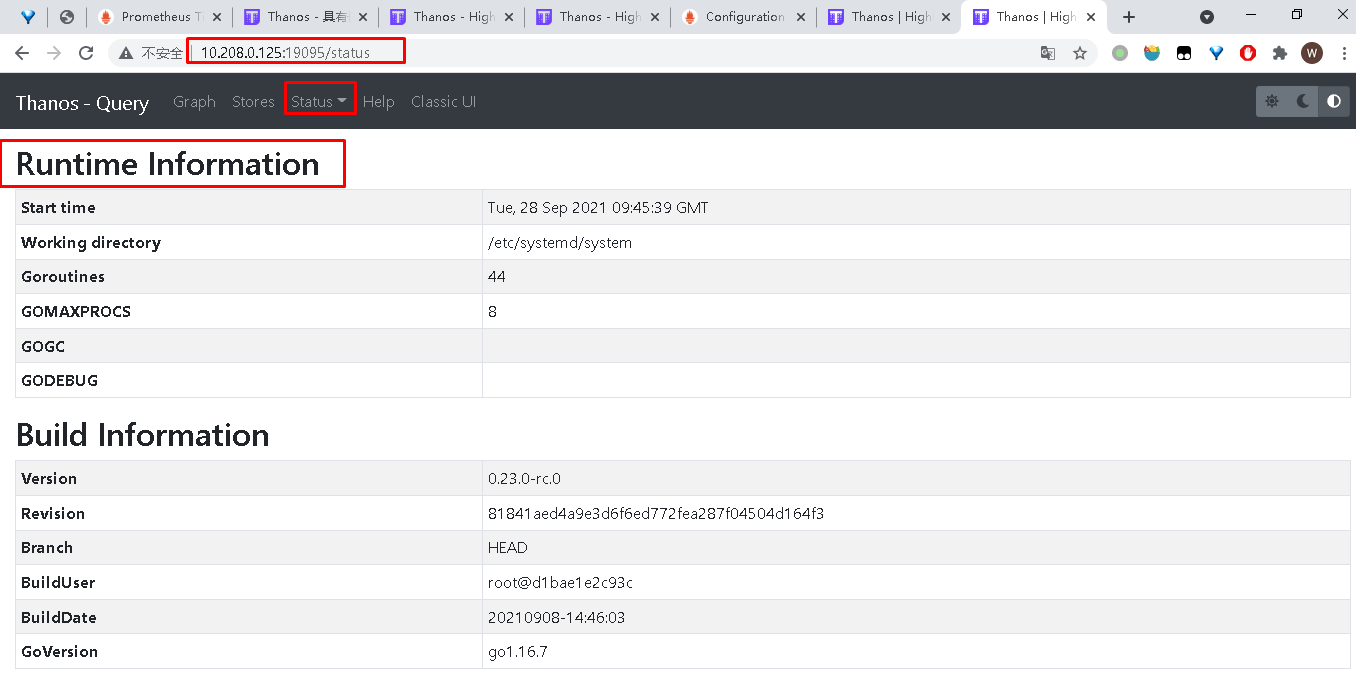 Prometheus Ti
Thanos - 具有
Thanos - High
Thanos - High
Configuration
Thanos | High
Thanos | High
不安全 10.208.0.125:19095/status
W
Thanos - Query Graph Stores Status Help Classic UI
Runtime Information
Start time Tue, 28 Sep 2021 09:45:39 GMT
Working directory /etc/systemd/system
Goroutines 44
GOMAXPROCS 8
GOGC
GODEBUG
Build Information
Version 0.23.0-rc.0
Revision 81841aed4a9e3d6f6ed772fea287f04504d164f3
Branch HEAD
BuildUser root@d1bae1e2c93c
BuildDate 20210908-14:46:03
GoVersion go1.16.7